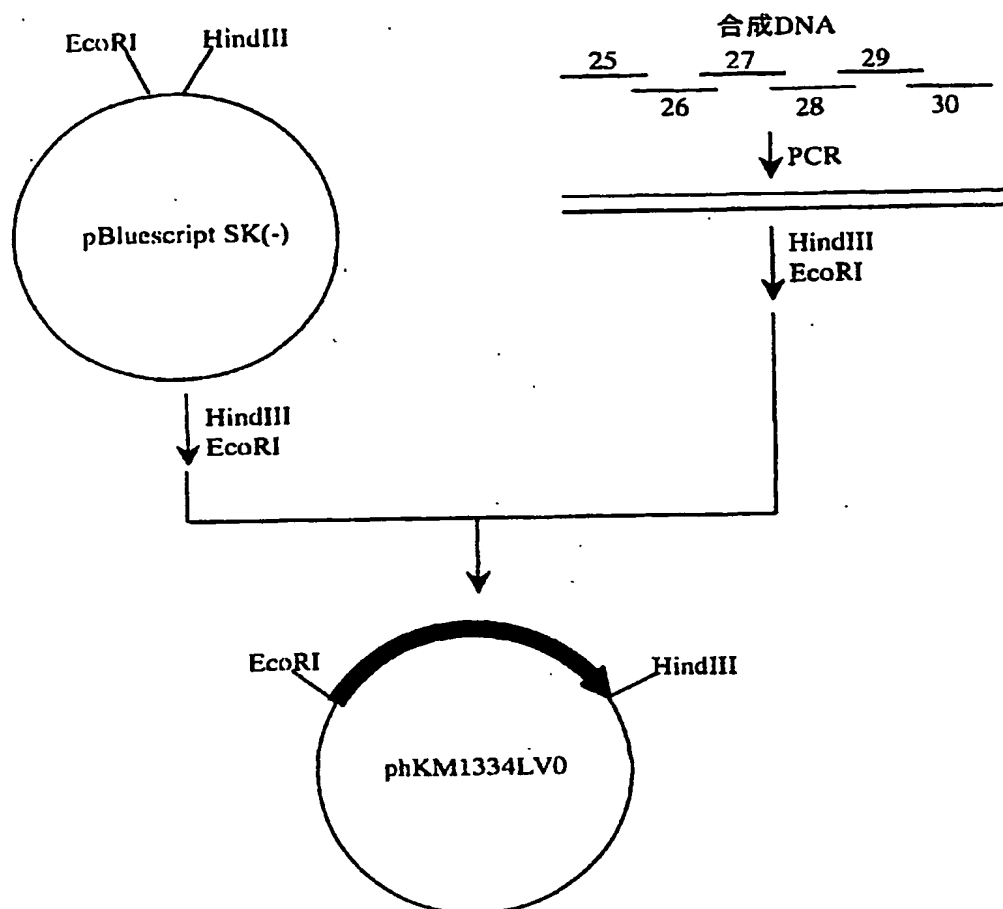 EcoRI
HindIII
pBluescript SK(-)
HindIII
EcoRI
合成DNA
25
27
29
26
28
30
PCR
HindIII
EcoRI
EcoRI
HindIII
phKM1334LV0